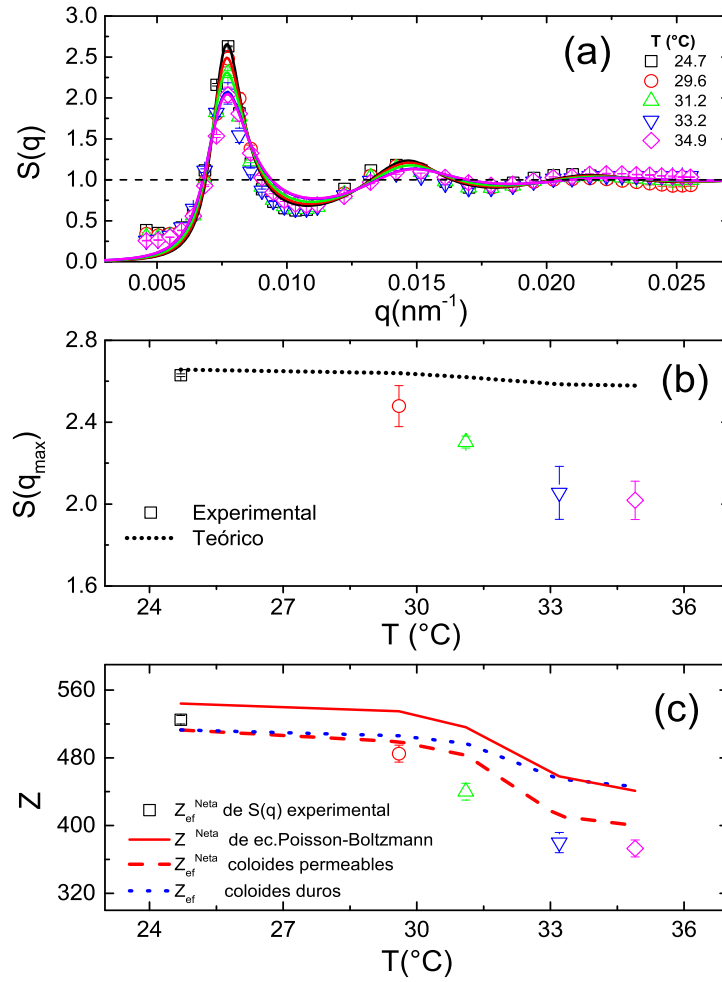 3.0
2.5
2.0
1.5
1.0
0.5
0.0
S(q)
(a)
T (°C)
24.7
29.6
31.2
33.2
34.9
0.005
0.010
0.015
0.020
0.025
q(nm⁻¹)
2.8
2.4
2.0
1.6
S(q_max)
(b)
Experimental
Teórico
24
27
30
33
36
T (°C)
560
480
400
320
Z
(c)
Z_ef^Neta de S(q) experimental
Z^Neta de ec.Poisson-Boltzmann
Z_ef^Neta coloides permeables
Z_ef coloides duros
24
27
30
33
36
T(°C)